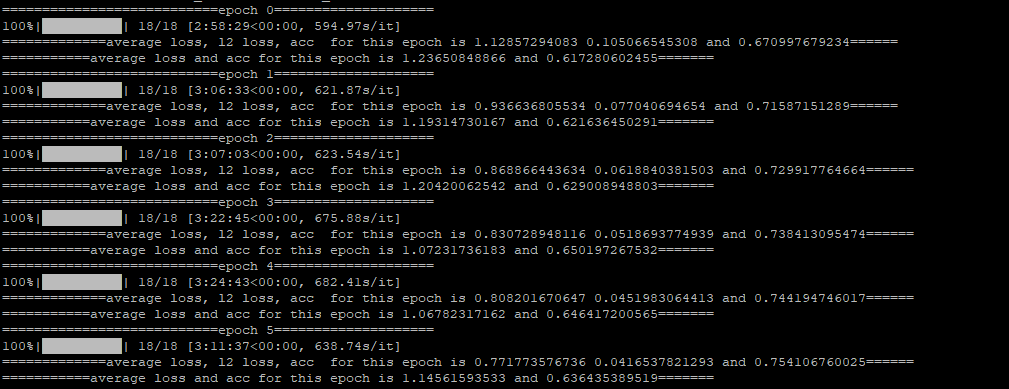 ===========================epoch 0====================
100%|██████████| 18/18 [2:58:29<00:00, 594.97s/it]
=============average loss, l2 loss, acc  for this epoch is 1.12857294083 0.105066545308 and 0.670997679234======
===========average loss and acc for this epoch is 1.23650848866 and 0.617280602455=======
===========================epoch 1====================
100%|██████████| 18/18 [3:06:33<00:00, 621.87s/it]
=============average loss, l2 loss, acc  for this epoch is 0.936636805534 0.077040694654 and 0.71587151289======
===========average loss and acc for this epoch is 1.19314730167 and 0.621636450291=======
===========================epoch 2====================
100%|██████████| 18/18 [3:07:03<00:00, 623.54s/it]
=============average loss, l2 loss, acc  for this epoch is 0.868866443634 0.0618840381503 and 0.729917764664======
===========average loss and acc for this epoch is 1.20420062542 and 0.629008948803=======
===========================epoch 3====================
100%|██████████| 18/18 [3:22:45<00:00, 675.88s/it]
=============average loss, l2 loss, acc  for this epoch is 0.830728948116 0.0518693774939 and 0.738413095474======
===========average loss and acc for this epoch is 1.07231736183 and 0.650197267532=======
===========================epoch 4====================
100%|██████████| 18/18 [3:24:43<00:00, 682.41s/it]
=============average loss, l2 loss, acc  for this epoch is 0.808201670647 0.0451983064413 and 0.744194746017======
===========average loss and acc for this epoch is 1.06782317162 and 0.646417200565=======
===========================epoch 5====================
100%|██████████| 18/18 [3:11:37<00:00, 638.74s/it]
=============average loss, l2 loss, acc  for this epoch is 0.771773576736 0.0416537821293 and 0.754106760025======
===========average loss and acc for this epoch is 1.14561593533 and 0.636435389519=======